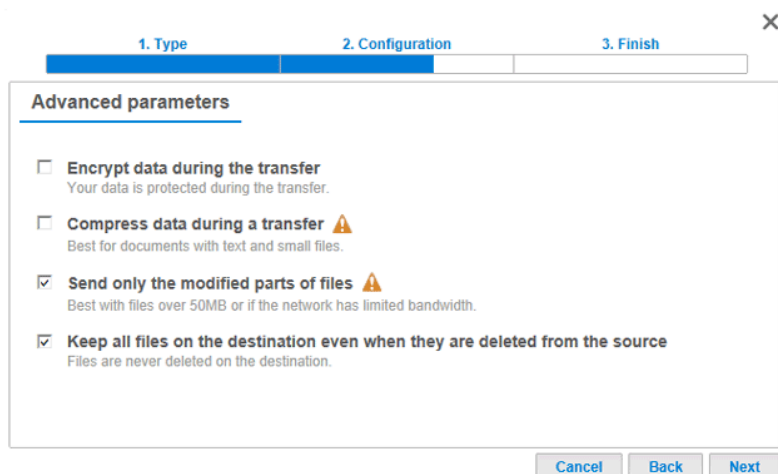 1. Type 2. Configuration 3. Finish
Advanced parameters
Encrypt data during the transfer
Your data is protected during the transfer.
Compress data during a transfer
Best for documents with text and small files.
Send only the modified parts of files
Best with files over 50MB or if the network has limited bandwidth.
Keep all files on the destination even when they are deleted from the source
Files are never deleted on the destination.
Cancel Back Next